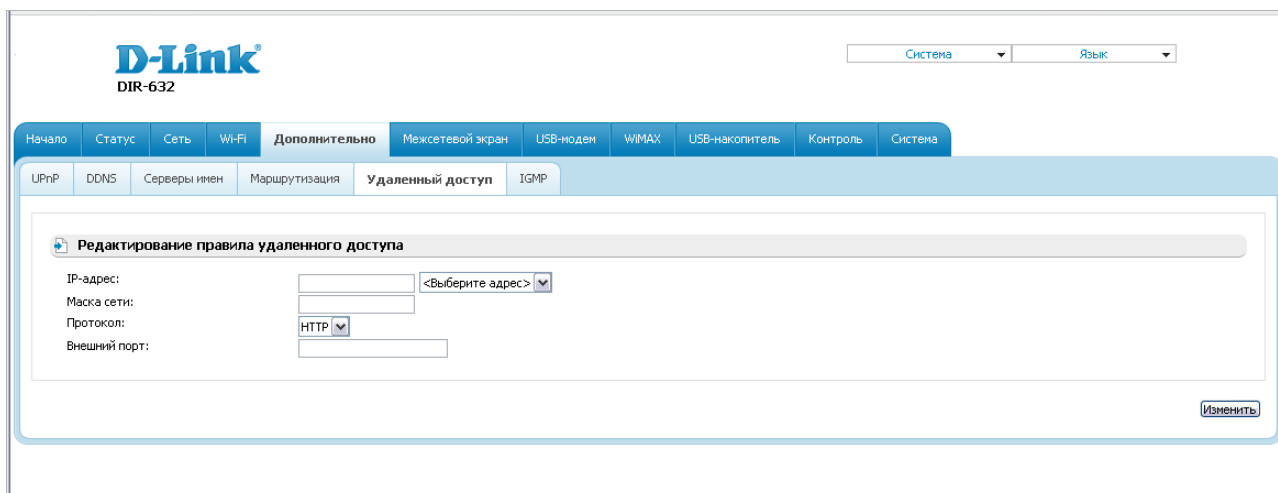 D-Link®
DIR-632
Система
Язык
Начало Статус Сеть Wi-Fi Дополнительно Межсетевой экран USB-модем WiMAX USB-накопитель Контроль Система
UPnP DDNS Серверы имен Маршрутизация Удаленный доступ IGMP
Редактирование правила удаленного доступа
IP-адрес: <Выберите адрес>
Маска сети:
Протокол: HTTP
Внешний порт:
Изменить